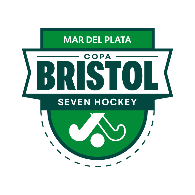 MAR DEL PLATA
COPA
BRISTOL
SEVEN HOCKEY